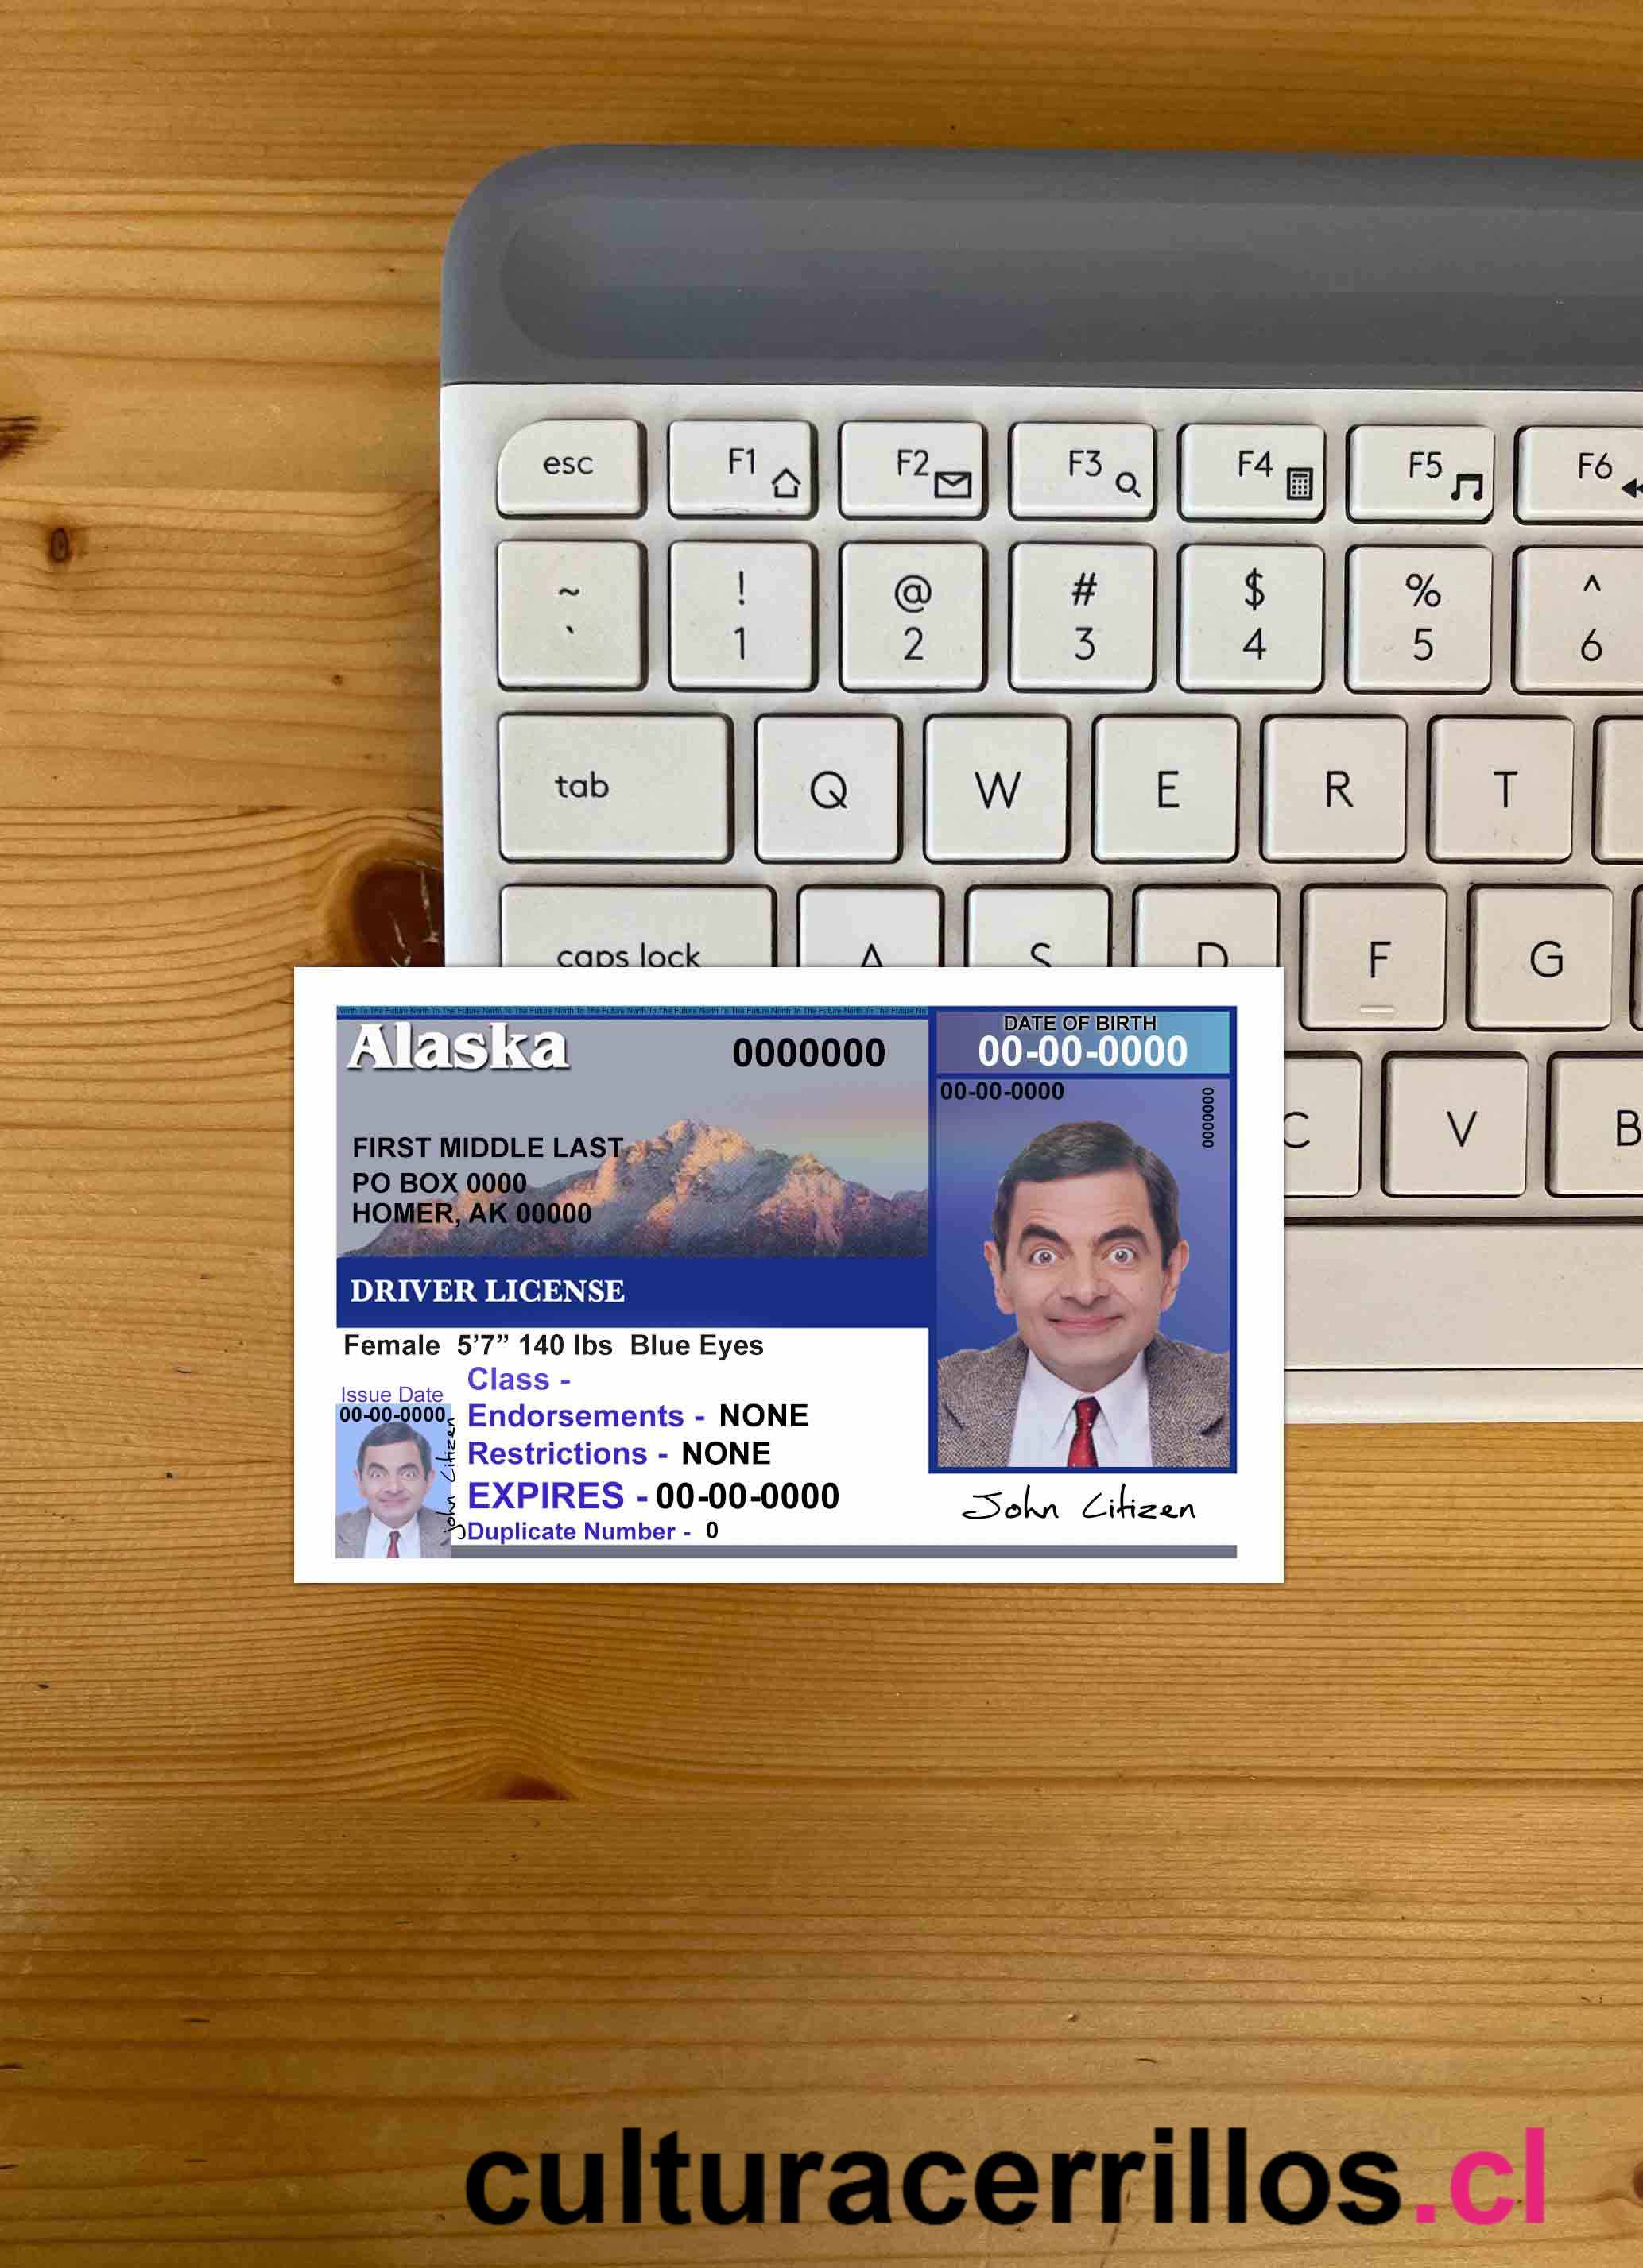 esc F1 F2 F3 F4 F5 F6
~ ! @ # $ % ^
` 1 2 3 4 5 6
tab Q W E R T
caps lock A S D F G
C V B
North To The Future North To The Future North To The Future North To The Future North To The Future North To The Future North To The Future North To The Future No
Alaska 0000000
DATE OF BIRTH
00-00-0000
00-00-0000
0000000
FIRST MIDDLE LAST
PO BOX 0000
HOMER, AK 00000
DRIVER LICENSE
Female 5’7” 140 lbs Blue Eyes
Class -
Issue Date
00-00-0000
Endorsements - NONE
Restrictions - NONE
EXPIRES - 00-00-0000
Duplicate Number - 0
John Citizen
John Citizen
culturacerrillos.cl